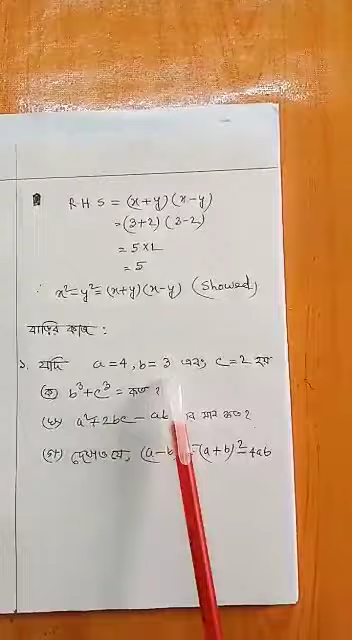 RHS = (x+y)(x-y)
= (3+2) (3-2)
= 5 x 1
= 5
∴ x²-y² = (x+y)(x-y) (Showed)
বাড়ির কাজ :
১. যদি a=4, b=3 এবং c=2 হয়
(ক) b³+c³ = কত ?
(খ) a²+2bc - ab মান কত ?
(গ) দেখাও যে, (a-b = (a+b)²-4ab